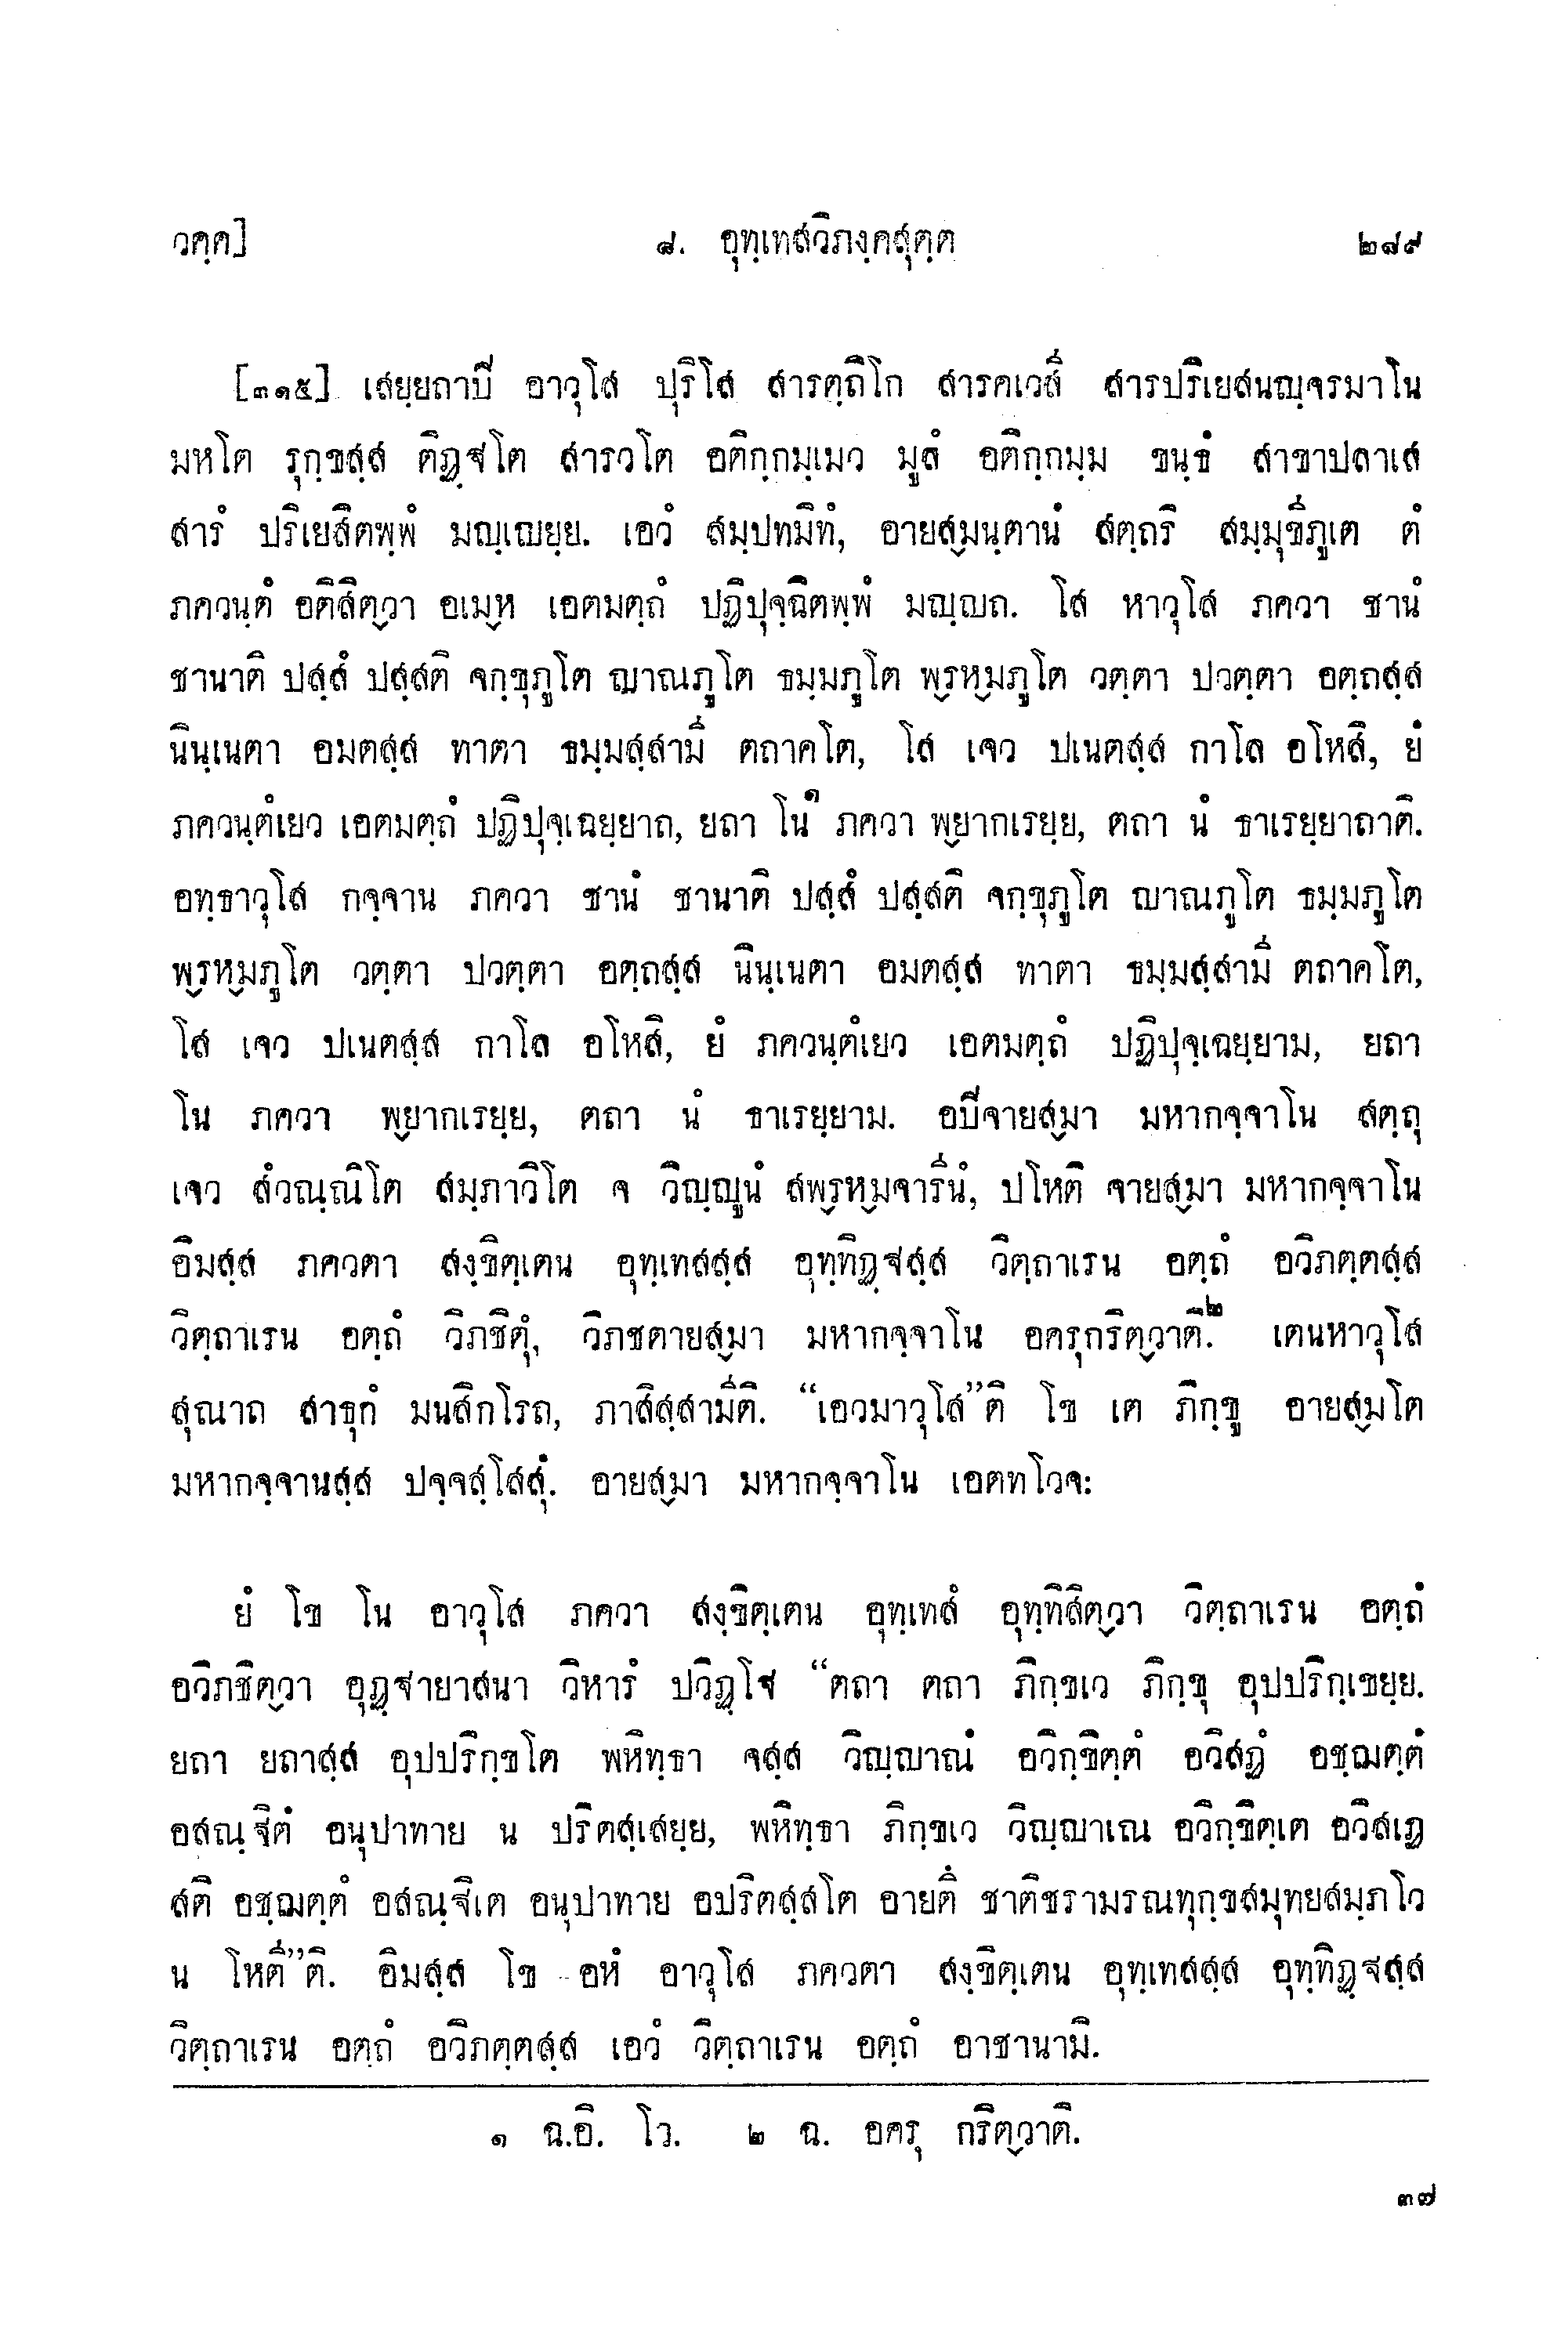 วคฺค]
๘. อุทฺเทสวิภงฺคสุตฺต
๒๘๙
[๓๑๕] เสยฺยถาปี อาวุโส ปุริโส สารตฺถิโก สารคเวสี สารปริเยสนญฺจรมาโน
มหโต รุกฺขสฺส ติฏฺฐโต สารวโต อติกฺกมฺเมว มูลํ อติกฺกมฺม ขนฺธํ สาขาปลาเส
สารํ ปริเยสิตพฺพํ มญฺเญยฺย. เอวํ สมฺปทมิทํ, อายสฺมนฺตานํ สตฺถริ สมฺมุขีภูเต ตํ
ภควนฺตํ อติสิตฺวา อเมฺห เอตมตฺถํ ปฏิปุจฺฉิตพฺพํ มญฺญถ. โส หาวุโส ภควา ชานํ
ชานาติ ปสฺสํ ปสฺสติ จกฺขุภูโต ญาณภูโต ธมฺมภูโต พฺรหฺมภูโต วตฺตา ปวตฺตา อตฺถสฺส
นินฺเนตา อมตสฺส ทาตา ธมฺมสฺสามี ตถาคโต, โส เจว ปเนตสฺส กาโล อโหสิ, ยํ
ภควนฺตํเยว เอตมตฺถํ ปฏิปุจฺเฉยฺยาถ, ยถา โน๑ ภควา พฺยากเรยฺย, ตถา นํ ธาเรยฺยาถาติ.
อทฺธาวุโส กจฺจาน ภควา ชานํ ชานาติ ปสฺสํ ปสฺสติ จกฺขุภูโต ญาณภูโต ธมฺมภูโต
พฺรหฺมภูโต วตฺตา ปวตฺตา อตฺถสฺส นินฺเนตา อมตสฺส ทาตา ธมฺมสฺสามี ตถาคโต,
โส เจว ปเนตสฺส กาโล อโหสิ, ยํ ภควนฺตํเยว เอตมตฺถํ ปฏิปุจฺเฉยฺยาม, ยถา
โน ภควา พฺยากเรยฺย, ตถา นํ ธาเรยฺยาม. อปีจายสฺมา มหากจฺจาโน สตฺถุ
เจว สํวณฺณิโต สมฺภาวิโต จ วิญฺญูนํ สพฺรหฺมจารีนํ, ปโหติ จายสฺมา มหากจฺจาโน
อิมสฺส ภควตา สงฺขิตฺเตน อุทฺเทสสฺส อุทฺทิฏฺฐสฺส วิตฺถาเรน อตฺถํ อวิภตฺตสฺส
วิตฺถาเรน อตฺถํ วิภชิตุํ, วิภชตายสฺมา มหากจฺจาโน อครุกริตฺวาติ.๒ เตนหาวุโส
สุณาถ สาธุกํ มนสิกโรถ, ภาสิสฺสามีติ. “เอวมาวุโส”ติ โข เต ภิกฺขู อายสฺมโต
มหากจฺจานสฺส ปจฺจสฺโสสุํ. อายสฺมา มหากจฺจาโน เอตทโวจ:
ยํ โข โน อาวุโส ภควา สงฺขิตฺเตน อุทฺเทสํ อุทฺทิสิตฺวา วิตฺถาเรน อตฺถํ
อวิภชิตฺวา อุฏฺฐายาสนา วิหารํ ปวิฏฺโฐ “ตถา ตถา ภิกฺขเว ภิกฺขุ อุปปริกฺเขยฺย.
ยถา ยถาสฺส อุปปริกฺขโต พหิทฺธา จสฺส วิญฺญาณํ อวิกฺขิตฺตํ อวิสฏํ อชฺฌตฺตํ
อสณฺฐิตํ อนุปาทาย น ปริตสฺเสยฺย, พหิทฺธา ภิกฺขเว วิญฺญาเณ อวิกฺขิตฺเต อวิสเฏ
สติ อชฺฌตฺตํ อสณฺฐิเต อนุปาทาย อปริตสฺสโต อายตึ ชาติชรามรณทุกฺขสมุทยสมฺภโว
น โหตี”ติ. อิมสฺส โข อหํ อาวุโส ภควตา สงฺขิตฺเตน อุทฺเทสสฺส อุทฺทิฏฺฐสฺส
วิตฺถาเรน อตฺถํ อวิภตฺตสฺส เอวํ วิตฺถาเรน อตฺถํ อาชานามิ.
๑ ฉ.อิ. โว. ๒ ฉ. อครุ กริตฺวาติ.
๓๗